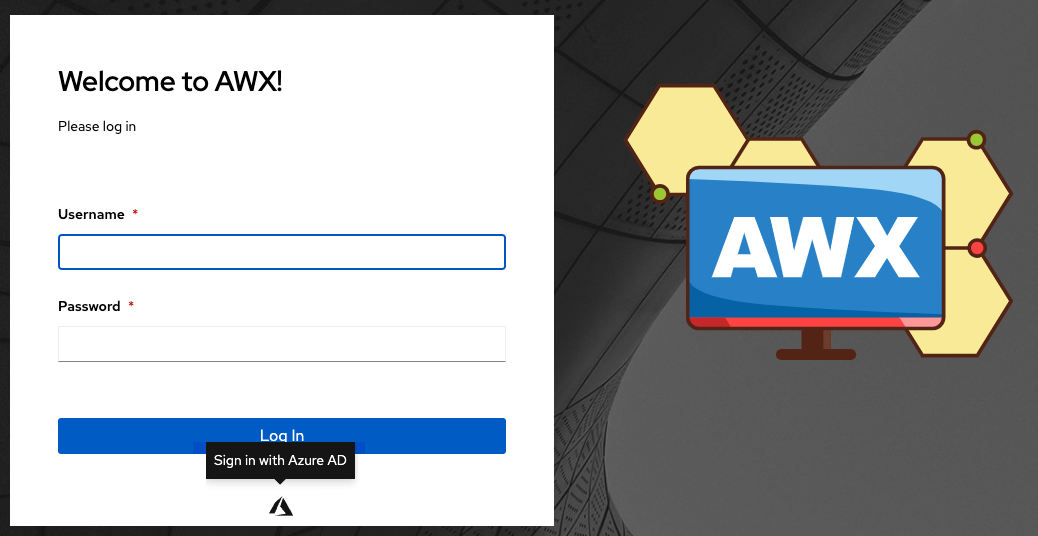 Welcome to AWX!
Please log in
Username *
Password *
Log In
Sign in with Azure AD
AWX